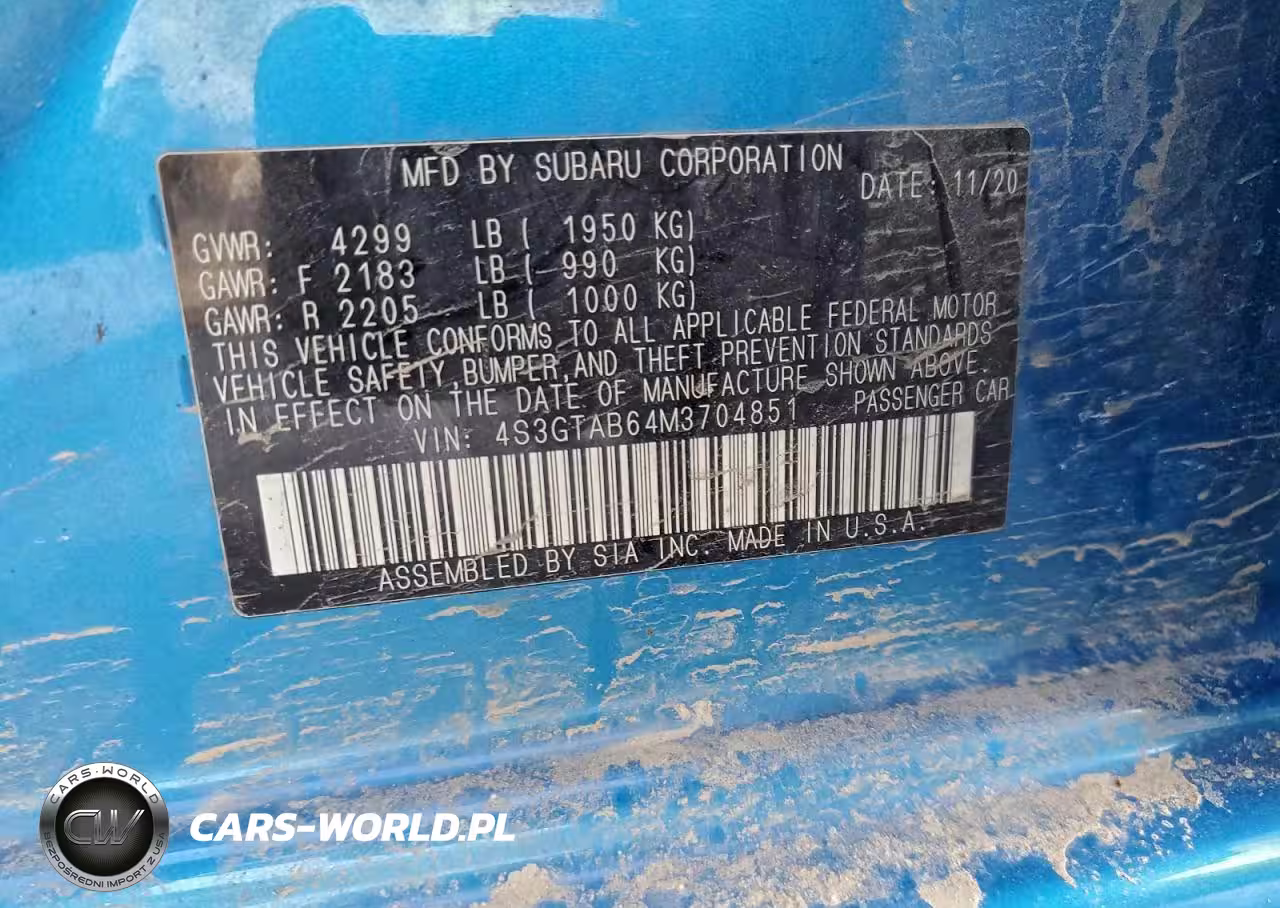 MFD BY SUBARU CORPORATION
DATE: 11/20
GVWR: 4299 LB ( 1950 KG)
GAWR: F 2183 LB ( 990 KG)
GAWR: R 2205 LB ( 1000 KG)
THIS VEHICLE CONFORMS TO ALL APPLICABLE FEDERAL MOTOR
VEHICLE SAFETY, BUMPER, AND THEFT PREVENTION STANDARDS
IN EFFECT ON THE DATE OF MANUFACTURE SHOWN ABOVE.
VIN: 4S3GTAB64M3704851 PASSENGER CAR
ASSEMBLED BY SIA INC. MADE IN U.S.A.
CARS-WORLD
CW
BEZPOŚREDNI IMPORT Z USA
CARS-WORLD.PL